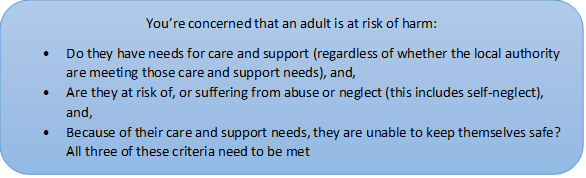 You’re concerned that an adult is at risk of harm:
• Do they have needs for care and support (regardless of whether the local authority
are meeting those care and support needs), and,
• Are they at risk of, or suffering from abuse or neglect (this includes self-neglect),
and,
• Because of their care and support needs, they are unable to keep themselves safe?
All three of these criteria need to be met